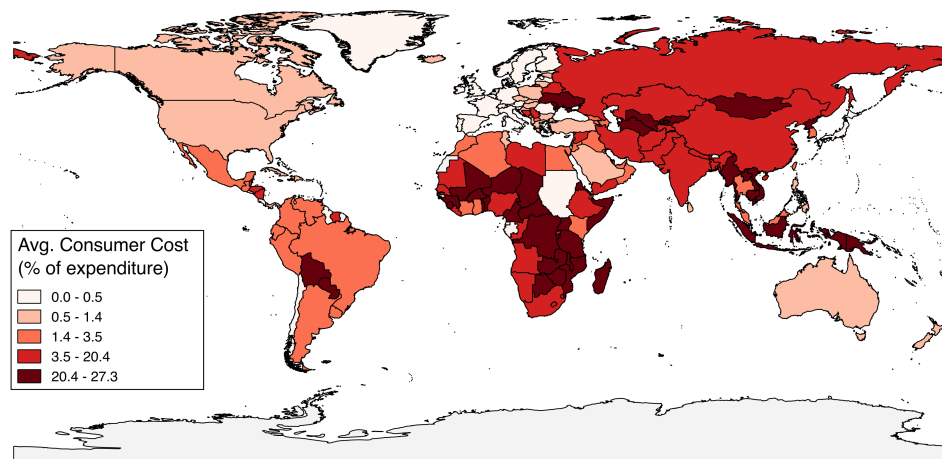 Avg. Consumer Cost
(% of expenditure)
0.0 - 0.5
0.5 - 1.4
1.4 - 3.5
3.5 - 20.4
20.4 - 27.3